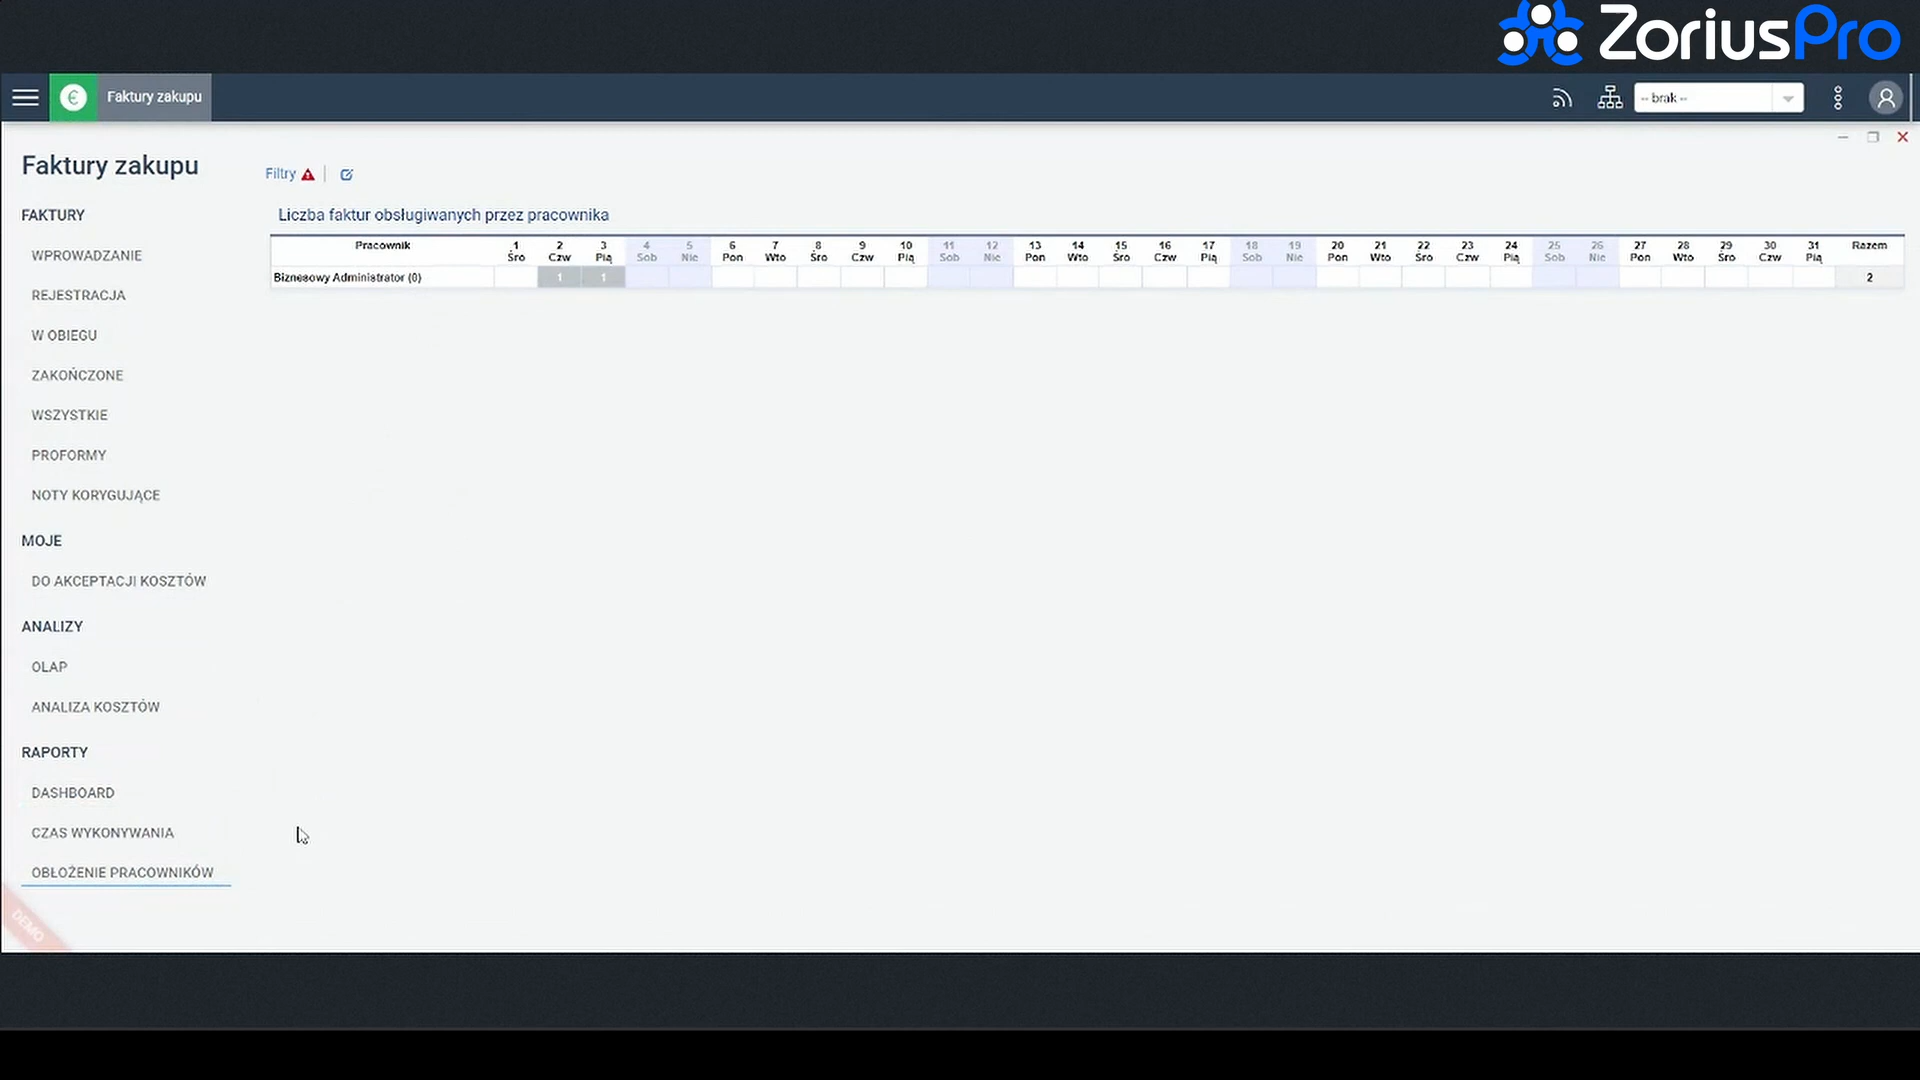 ZoriusPro
Faktury zakupu
-- brak --
Faktury zakupu
Filtry
FAKTURY
Liczba faktur obsługiwanych przez pracownika
Pracownik 1 2 3 4 5 6 7 8 9 10 11 12 13 14 15 16 17 18 19 20 21 22 23 24 25 26 27 28 29 30 31 Razem
Śro Czw Pią Sob Nie Pon Wto Śro Czw Pią Sob Nie Pon Wto Śro Czw Pią Sob Nie Pon Wto Śro Czw Pią Sob Nie Pon Wto Śro Czw Pią
Biznesowy Administrator (0) 1 1 2
WPROWADZANIE
REJESTRACJA
W OBIEGU
ZAKOŃCZONE
WSZYSTKIE
PROFORMY
NOTY KORYGUJĄCE
MOJE
DO AKCEPTACJI KOSZTÓW
ANALIZY
OLAP
ANALIZA KOSZTÓW
RAPORTY
DASHBOARD
CZAS WYKONYWANIA
OBŁOŻENIE PRACOWNIKÓW
DEMO